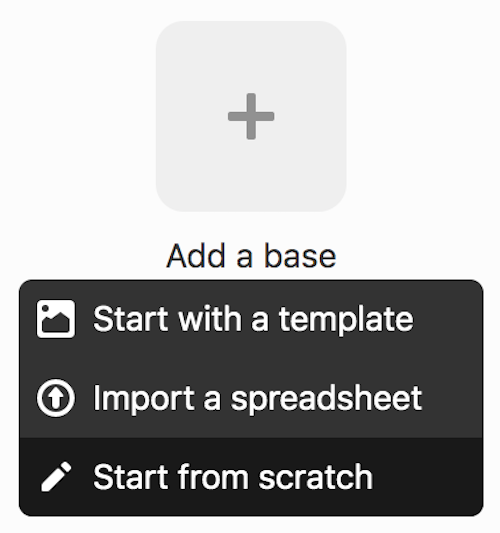 Add a base
Start with a template
Import a spreadsheet
Start from scratch